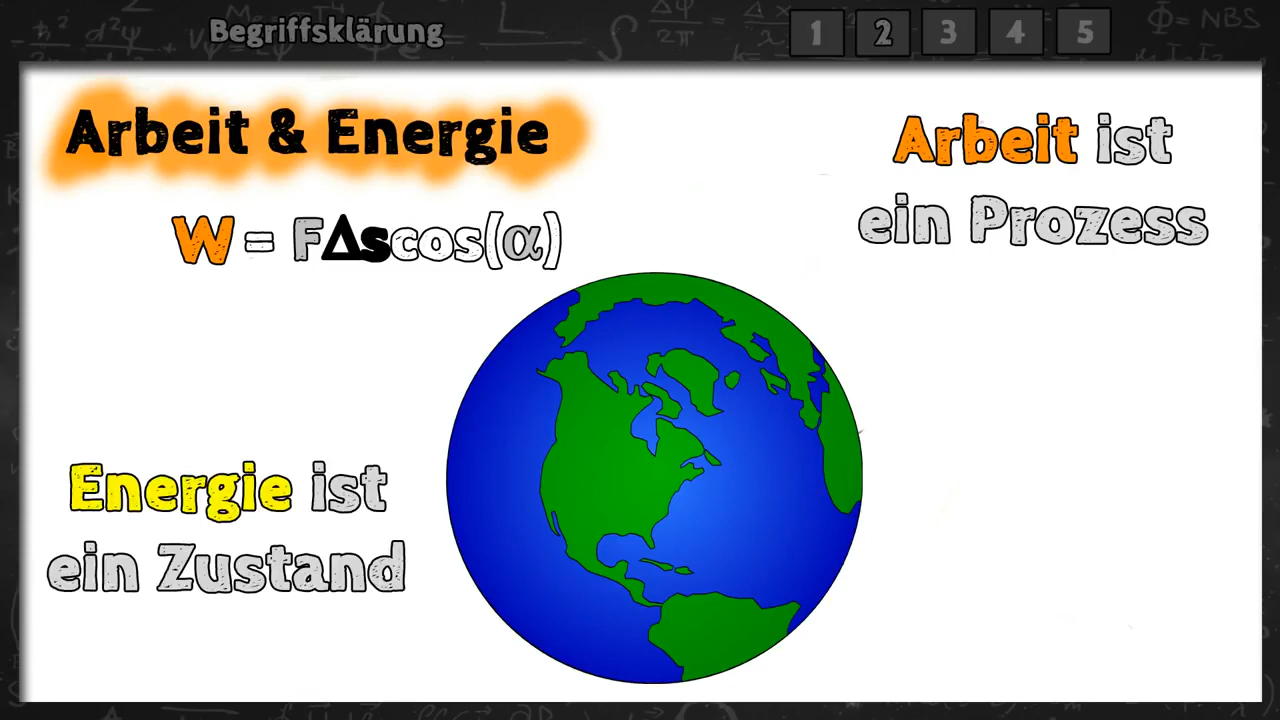 Begriffsklärung
1 2 3 4 5
Arbeit & Energie
W = FΔscos(α)
Arbeit ist
ein Prozess
Energie ist
ein Zustand